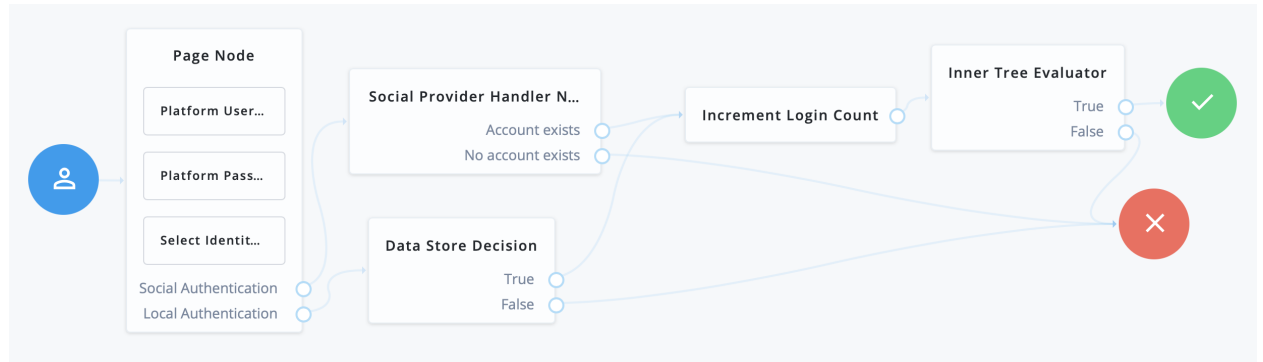 Page Node
Platform User...
Platform Pass...
Select Identit...
Social Authentication
Local Authentication
Social Provider Handler N...
Account exists
No account exists
Data Store Decision
True
False
Increment Login Count
Inner Tree Evaluator
True
False